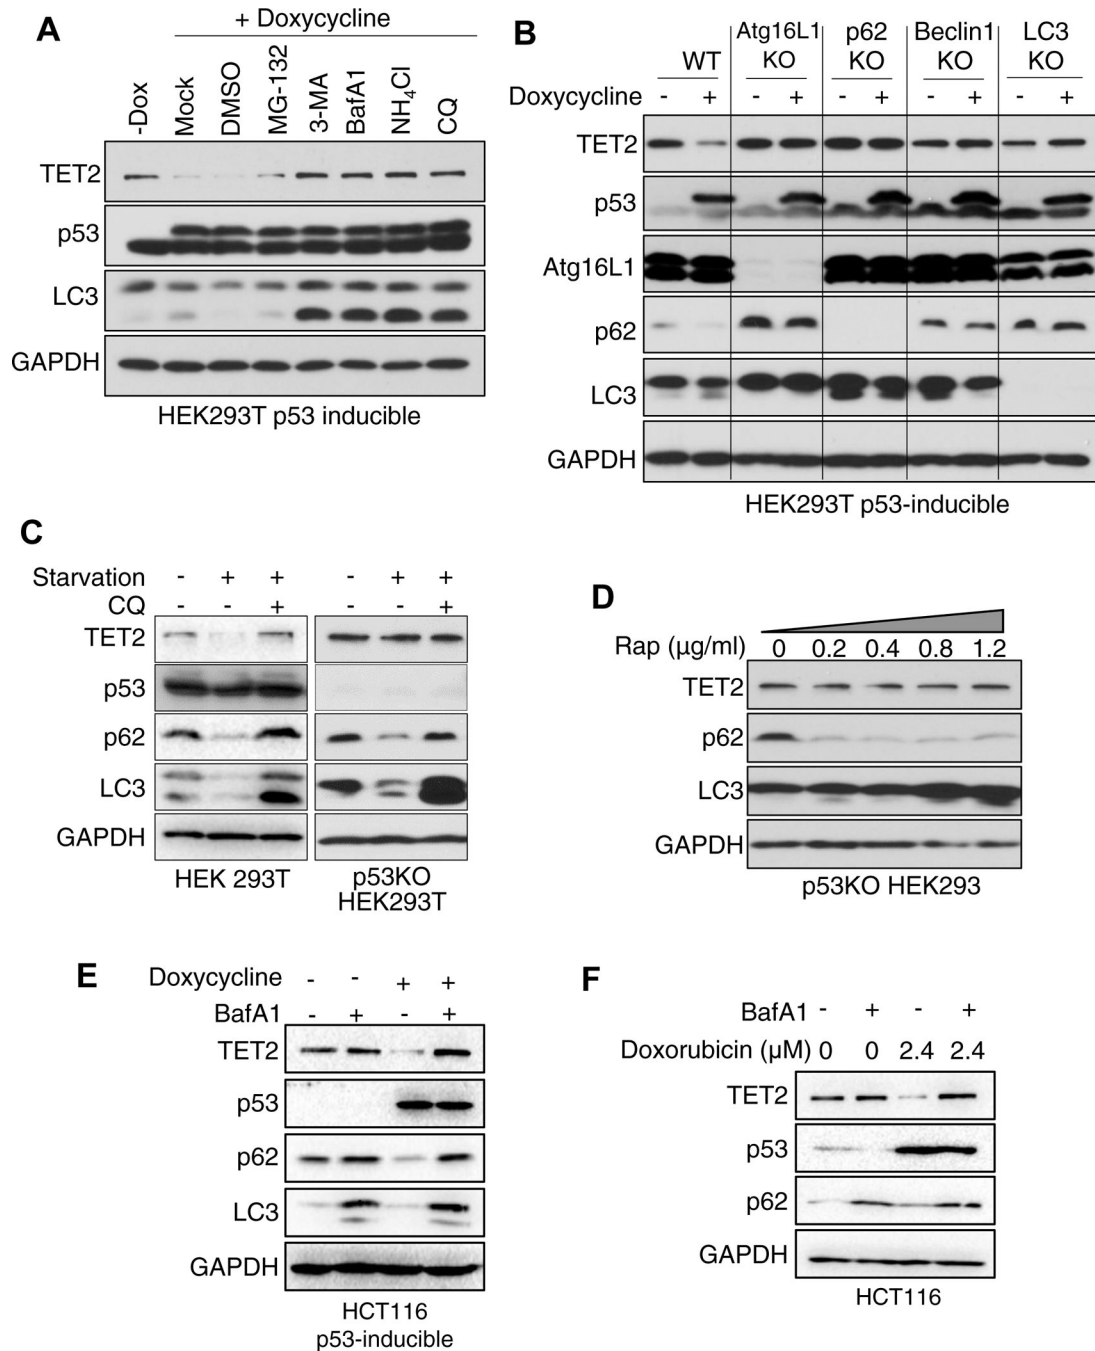 A
+ Doxycycline
-Dox Mock DMSO MG-132 3-MA BafA1 NH4Cl CQ
TET2
p53
LC3
GAPDH
HEK293T p53 inducible
B
WT Atg16L1 KO p62 KO Beclin1 KO LC3 KO
Doxycycline - + - + - + - + - +
TET2
p53
Atg16L1
p62
LC3
GAPDH
HEK293T p53-inducible
C
Starvation - + + - + +
CQ - - + - - +
TET2
p53
p62
LC3
GAPDH
HEK 293T
p53KO
HEK293T
D
Rap (µg/ml) 0 0.2 0.4 0.8 1.2
TET2
p62
LC3
GAPDH
p53KO HEK293
E
Doxycycline - - + +
BafA1 - + - +
TET2
p53
p62
LC3
GAPDH
HCT116
p53-inducible
F
BafA1 - + - +
Doxorubicin (µM) 0 0 2.4 2.4
TET2
p53
p62
GAPDH
HCT116